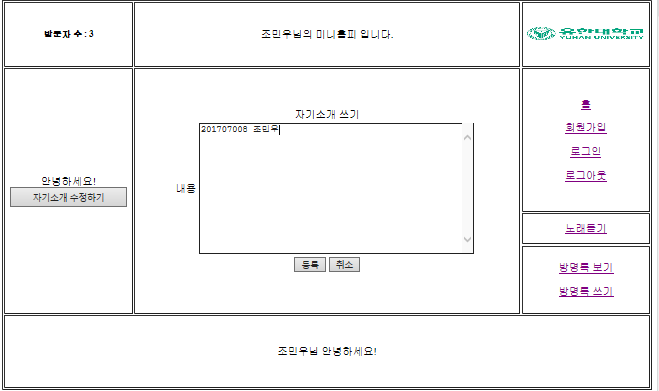 방문자 수 : 3
조민우님의 미니홈피 입니다.
유한대학교
YUHAN UNIVERSITY
안녕하세요!
자기소개 수정하기
자기소개 쓰기
내용
201707008 조민우
등록 취소
홈
회원가입
로그인
로그아웃
노래듣기
방명록 보기
방명록 쓰기
조민우님 안녕하세요!